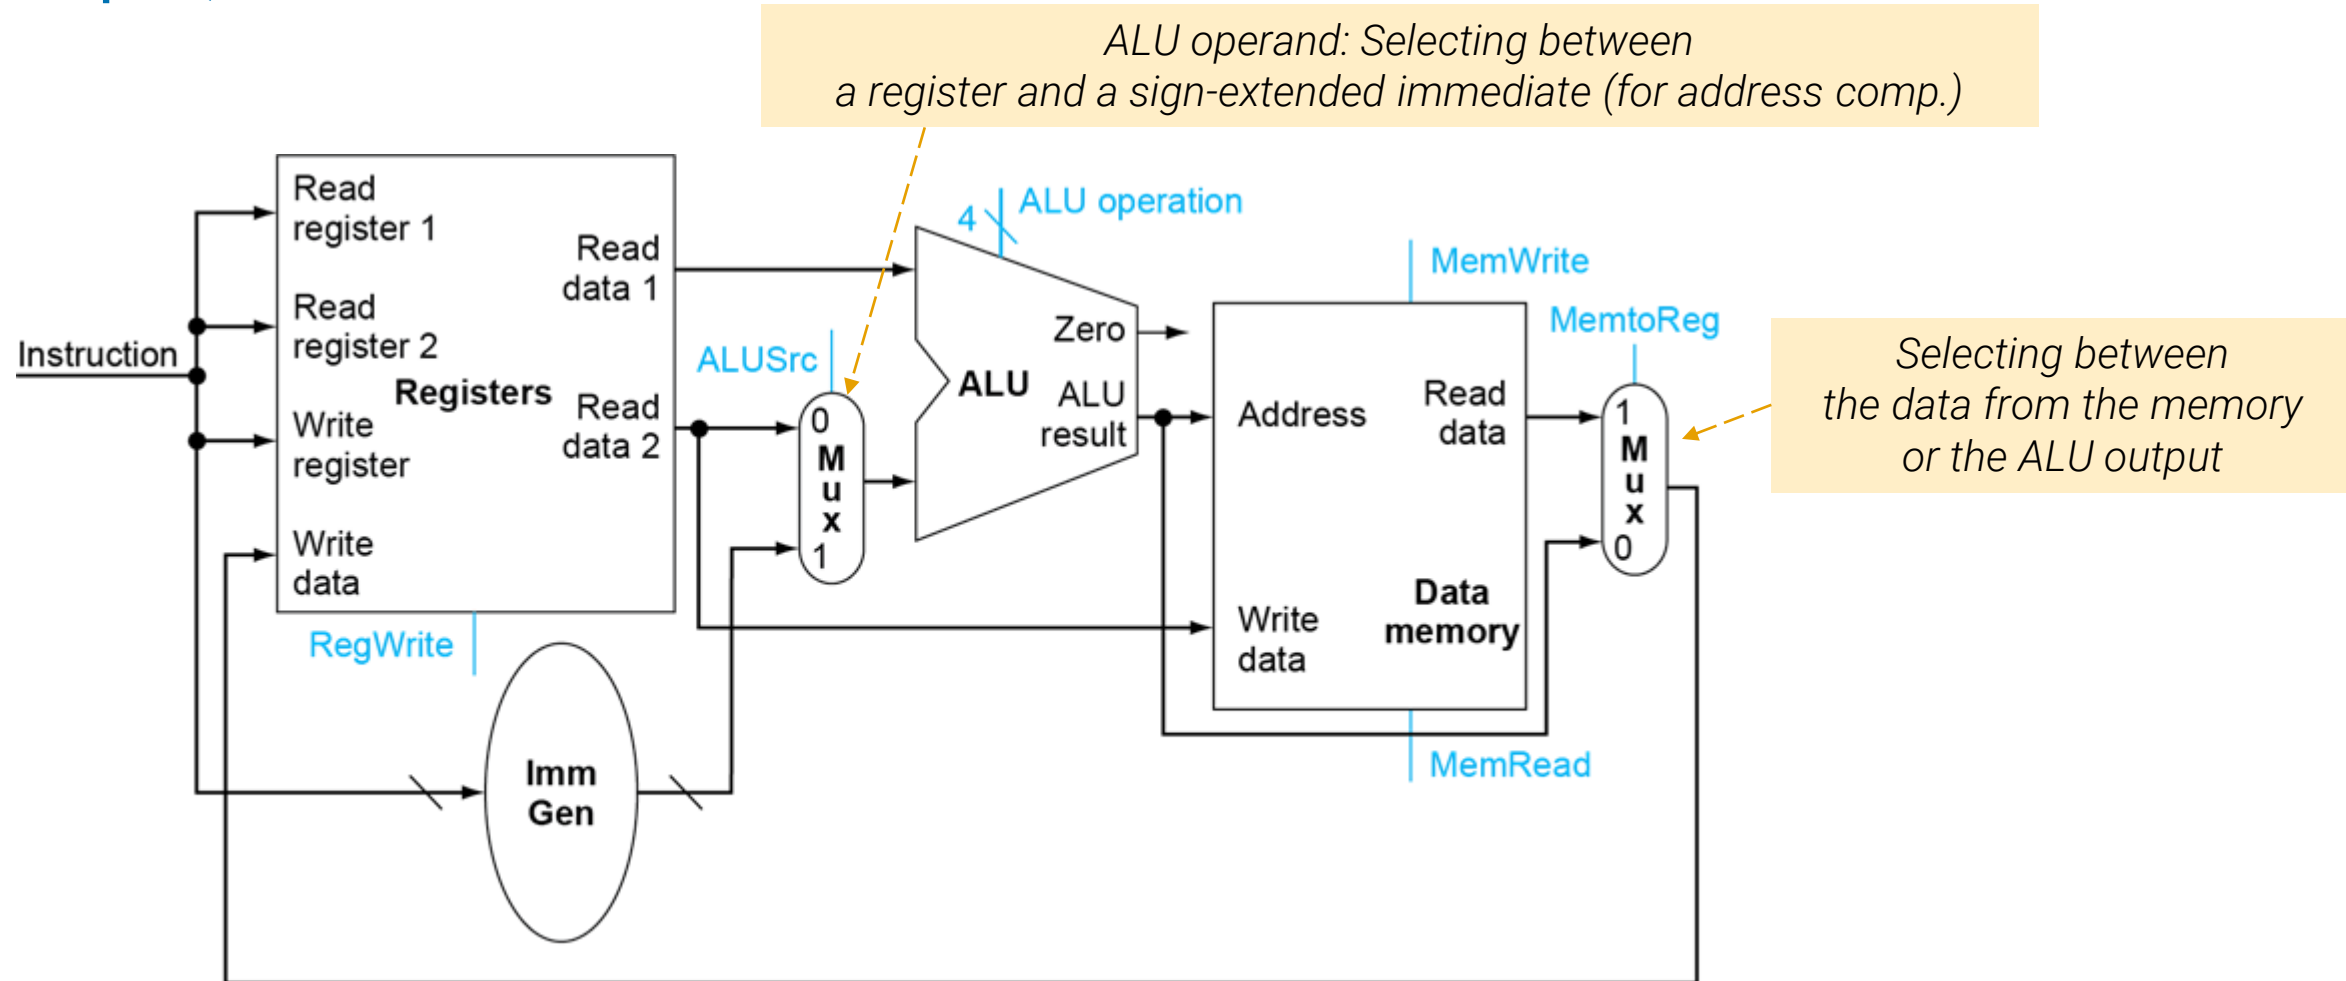 ALU operand: Selecting between
a register and a sign-extended immediate (for address comp.)
Read
register 1
Read
data 1
Read
register 2
Registers
Read
data 2
Write
register
Write
data
Instruction
RegWrite
Imm
Gen
ALUSrc
0
M
u
x
1
4
ALU operation
Zero
ALU
ALU
result
MemWrite
Address
Read
data
Write
data
Data
memory
MemRead
MemtoReg
1
M
u
x
0
Selecting between
the data from the memory
or the ALU output